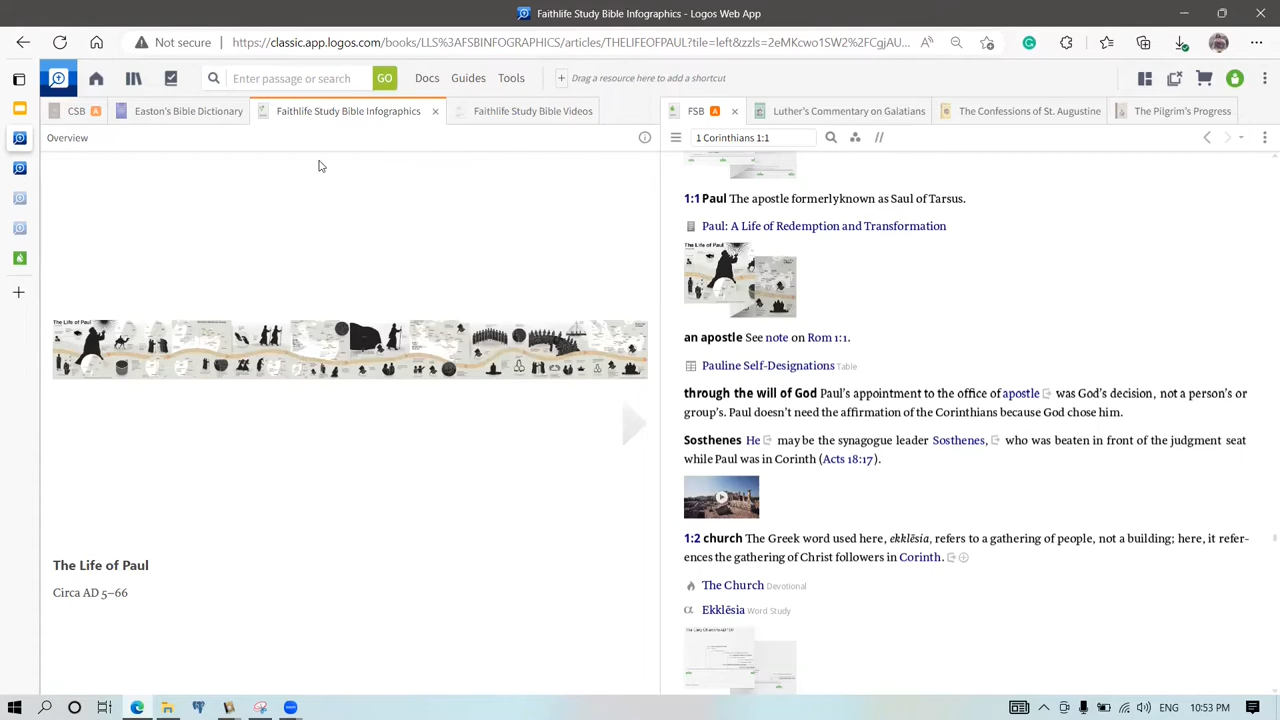 Faithlife Study Bible Infographics - Logos Web App
Not secure
https://classic.app.logos.com/books/LLS%3AFSBINFOGRAPHICS/articles/THELIFEOFPAUL?tile=left&zzls=2eMKcwo1SW2%2FCgjAU...
Enter passage or search
GO
Docs
Guides
Tools
Drag a resource here to add a shortcut
CSB A
Easton's Bible Dictionary
Faithlife Study Bible Infographics
Faithlife Study Bible Videos
Overview
The Life of Paul
The Life of Paul
Circa AD 5–66
FSB A
Luther's Commentary on Galatians
The Confessions of St. Augustine
The Pilgrim's Progress
1 Corinthians 1:1
1:1 Paul The apostle formerlyknown as Saul of Tarsus.
Paul: A Life of Redemption and Transformation
The Life of Paul
an apostle See note on Rom 1:1.
Pauline Self-Designations Table
through the will of God Paul's appointment to the office of apostle was God's decision, not a person's or
group's. Paul doesn't need the affirmation of the Corinthians because God chose him.
Sosthenes He may be the synagogue leader Sosthenes, who was beaten in front of the judgment seat
while Paul was in Corinth (Acts 18:17).
1:2 church The Greek word used here, ekklēsia, refers to a gathering of people, not a building; here, it refer-
ences the gathering of Christ followers in Corinth.
The Church Devotional
α Ekklēsia Word Study
ENG
10:53 PM